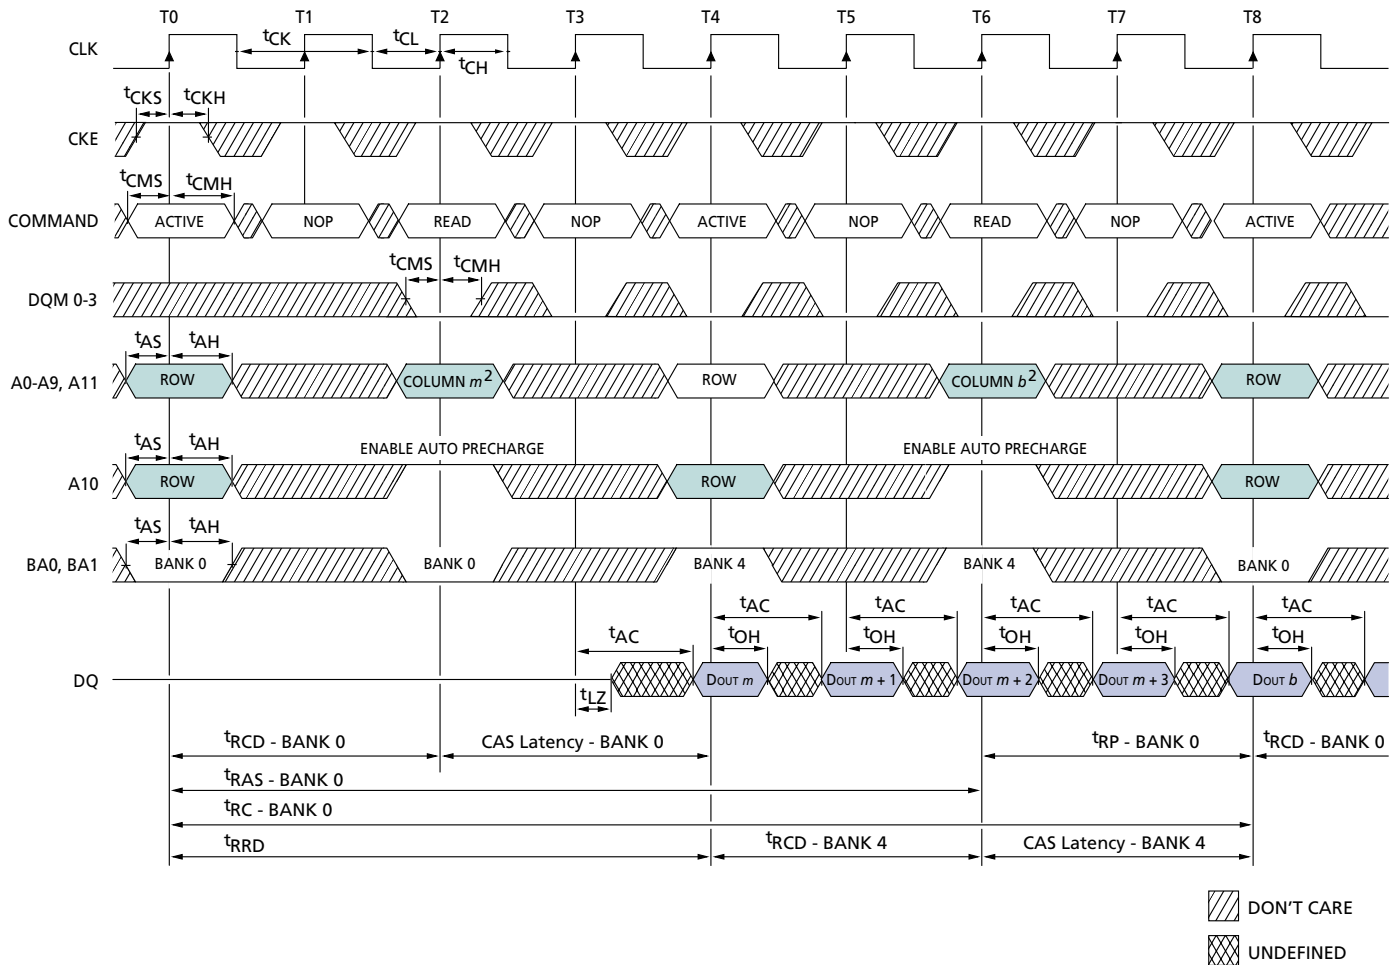 T0 T1 T2 T3 T4 T5 T6 T7 T8
CLK tCK tCL tCH
tCKS tCKH
CKE
tCMS tCMH
COMMAND ACTIVE NOP READ NOP ACTIVE NOP READ NOP ACTIVE
tCMS tCMH
DQM 0-3
tAS tAH
A0-A9, A11 ROW COLUMN m2 ROW COLUMN b2 ROW
tAS tAH ENABLE AUTO PRECHARGE ENABLE AUTO PRECHARGE
A10 ROW ROW ROW
tAS tAH
BA0, BA1 BANK 0 BANK 0 BANK 4 BANK 4 BANK 0
tAC tAC tAC tAC tAC
tAC tOH tOH tOH tOH tOH
DQ DOUT m DOUT m + 1 DOUT m + 2 DOUT m + 3 DOUT b
tLZ
tRCD - BANK 0 CAS Latency - BANK 0 tRP - BANK 0 tRCD - BANK 0
tRAS - BANK 0
tRC - BANK 0
tRRD tRCD - BANK 4 CAS Latency - BANK 4
DON'T CARE
UNDEFINED